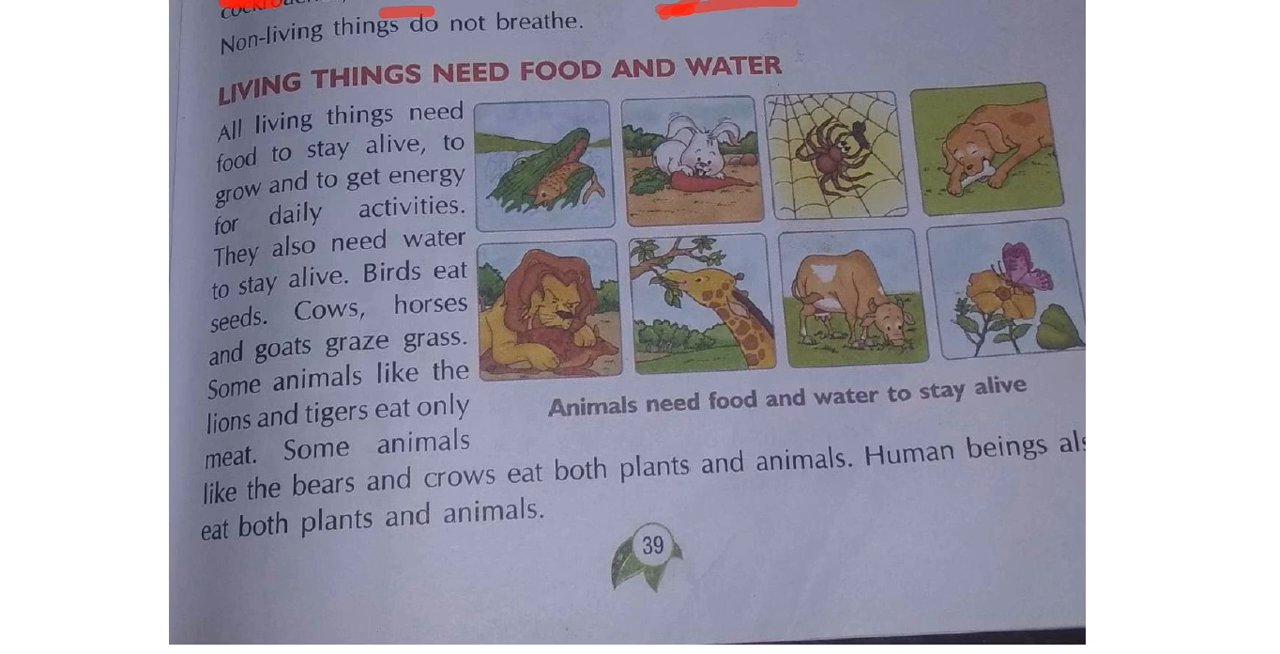 Non-living things do not breathe.
LIVING THINGS NEED FOOD AND WATER
All living things need
food to stay alive, to
grow and to get energy
for daily activities.
They also need water
to stay alive. Birds eat
seeds. Cows, horses
and goats graze grass.
Some animals like the
lions and tigers eat only
meat. Some animals
Animals need food and water to stay alive
like the bears and crows eat both plants and animals. Human beings als
eat both plants and animals.
39